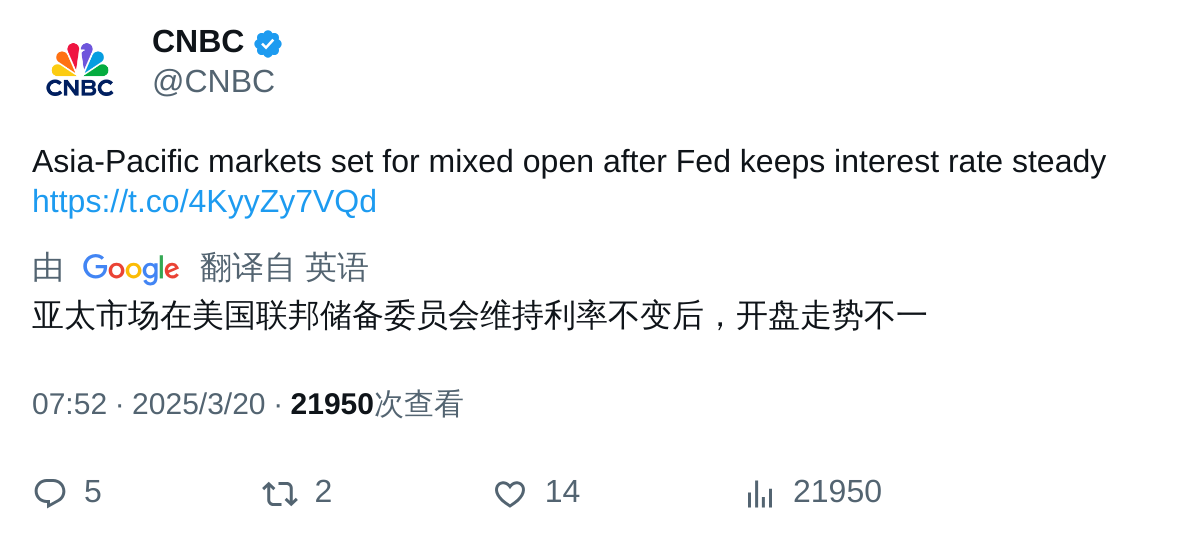 CNBC
CNBC
@CNBC
Asia-Pacific markets set for mixed open after Fed keeps interest rate steady
https://t.co/4KyyZy7VQd
由 Google 翻译自 英语
亚太市场在美国联邦储备委员会维持利率不变后，开盘走势不一
07:52 · 2025/3/20 · 21950次查看
5 2 14 21950